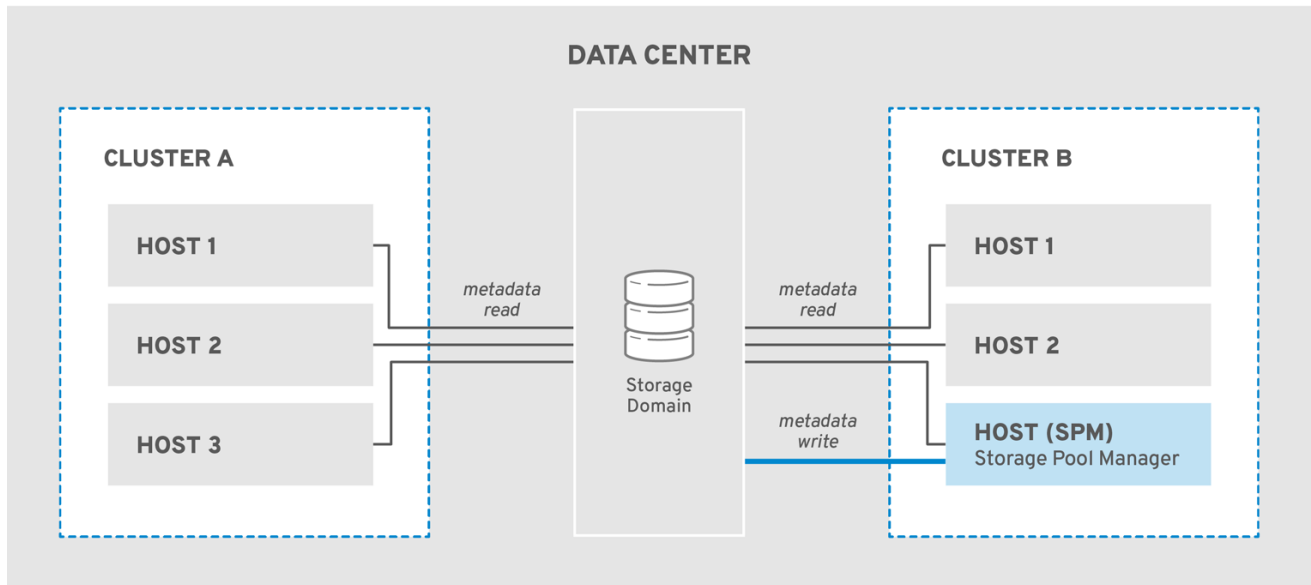 DATA CENTER
CLUSTER A
HOST 1
HOST 2
HOST 3
metadata
read
Storage
Domain
metadata
read
metadata
write
CLUSTER B
HOST 1
HOST 2
HOST (SPM)
Storage Pool Manager